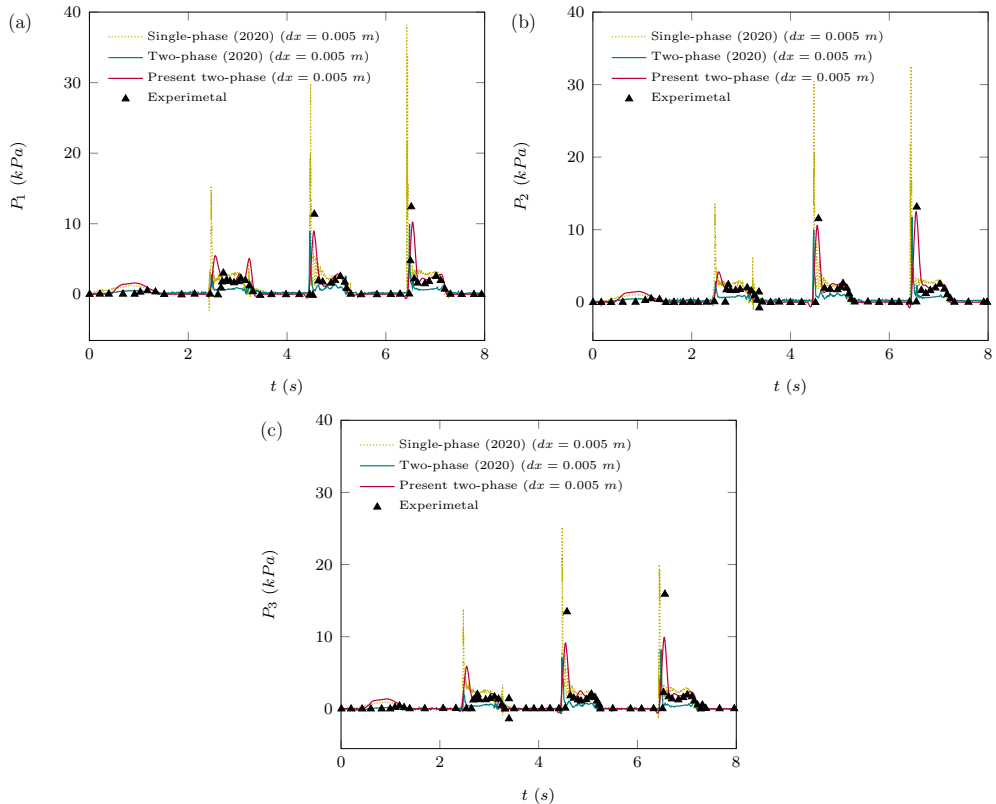 (a)
40
30
20
10
0
P₁ (kPa)
Single-phase (2020) (dx = 0.005 m)
Two-phase (2020) (dx = 0.005 m)
Present two-phase (dx = 0.005 m)
Experimetal
0 2 4 6 8
t (s)
(b)
40
30
20
10
0
P₂ (kPa)
Single-phase (2020) (dx = 0.005 m)
Two-phase (2020) (dx = 0.005 m)
Present two-phase (dx = 0.005 m)
Experimetal
0 2 4 6 8
t (s)
(c)
40
30
20
10
0
P₃ (kPa)
Single-phase (2020) (dx = 0.005 m)
Two-phase (2020) (dx = 0.005 m)
Present two-phase (dx = 0.005 m)
Experimetal
0 2 4 6 8
t (s)